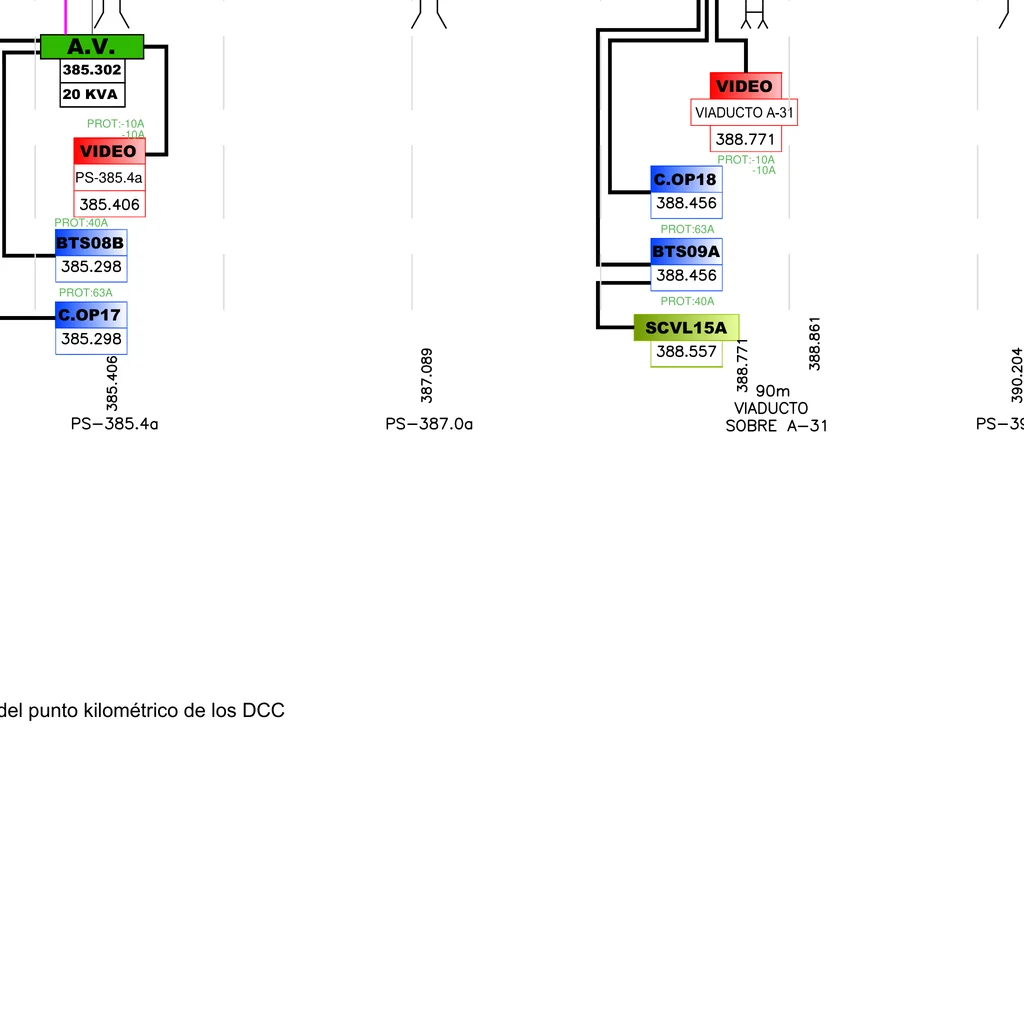 A.V.
385.302
20 KVA
PROT:-10A
-10A
VIDEO
PS-385.4a
385.406
PROT:40A
BTS08B
385.298
PROT:63A
C.OP17
385.298
385.406
PS-385.4a
387.089
PS-387.0a
VIDEO
VIADUCTO A-31
388.771
PROT:-10A
-10A
C.OP18
388.456
PROT:63A
BTS09A
388.456
PROT:40A
SCVL15A
388.557
388.771
388.861
90m
VIADUCTO
SOBRE A-31
390.204
PS-39
del punto kilométrico de los DCC